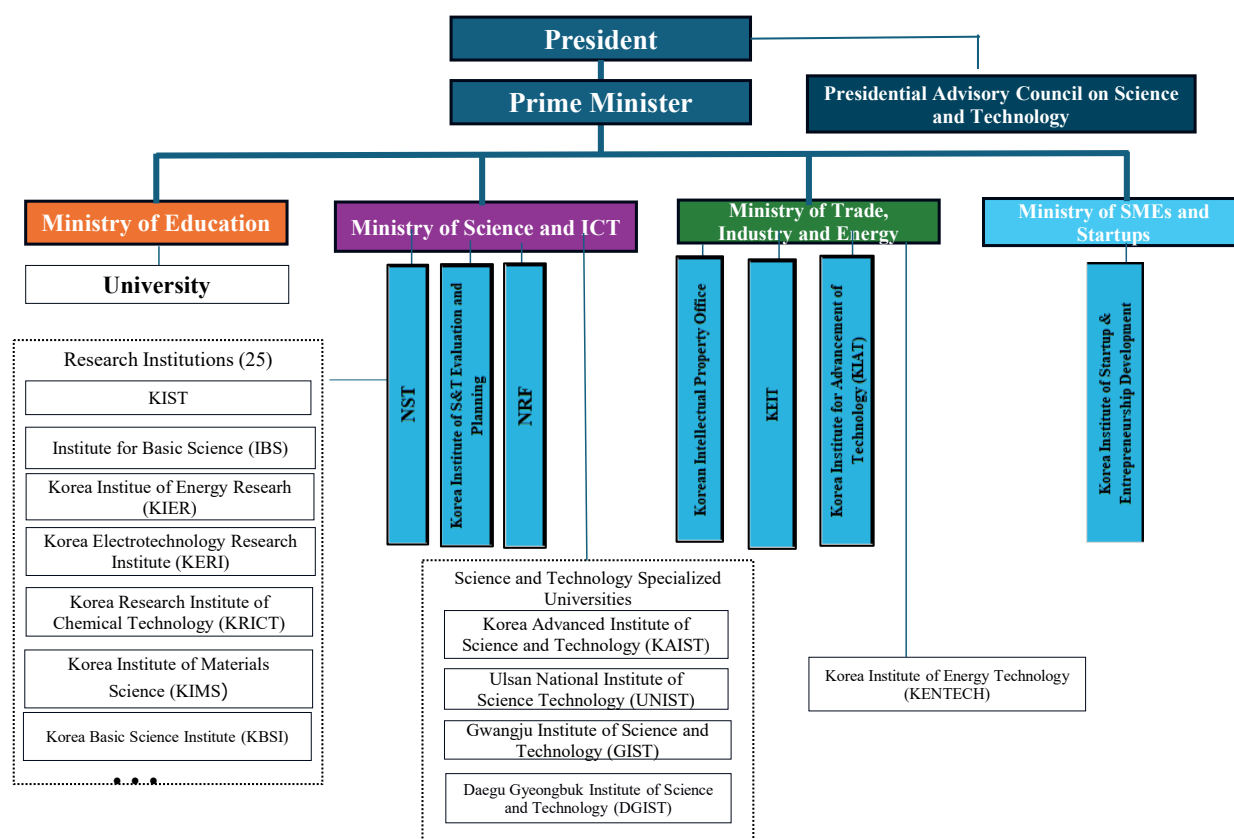 President
Prime Minister
Presidential Advisory Council on Science
and Technology
Ministry of Education
Ministry of Science and ICT
Ministry of Trade,
Industry and Energy
Ministry of SMEs and
Startups
University
Research Institutions (25)
KIST
Institute for Basic Science (IBS)
Korea Institue of Energy Researh
(KIER)
Korea Electrotechnology Research
Institute (KERI)
Korea Research Institute of
Chemical Technology (KRICT)
Korea Institute of Materials
Science (KIMS)
Korea Basic Science Institute (KBSI)
• • •
NST
Korea Institute of S&T Evaluation and
Planning
NRF
Korean Intellectual Property Office
KEIT
Korea Institute for Advancement of
Technology (KIAT)
Korea Institute of Startup &
Entrepreneurship Development
Science and Technology Specialized
Universities
Korea Advanced Institute of
Science and Technology (KAIST)
Ulsan National Institute of
Science Technology (UNIST)
Gwangju Institute of Science and
Technology (GIST)
Daegu Gyeongbuk Institute of Science
and Technology (DGIST)
Korea Institute of Energy Technology
(KENTECH)